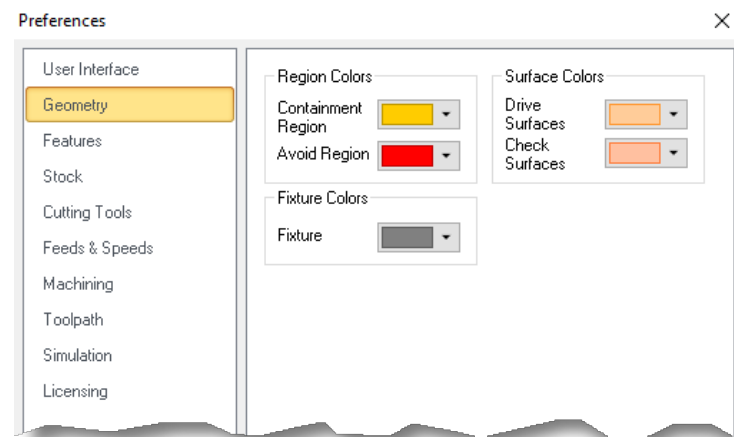 Preferences
User Interface
Geometry
Features
Stock
Cutting Tools
Feeds & Speeds
Machining
Toolpath
Simulation
Licensing
Region Colors
Containment
Region
Avoid Region
Fixture Colors
Fixture
Surface Colors
Drive
Surfaces
Check
Surfaces